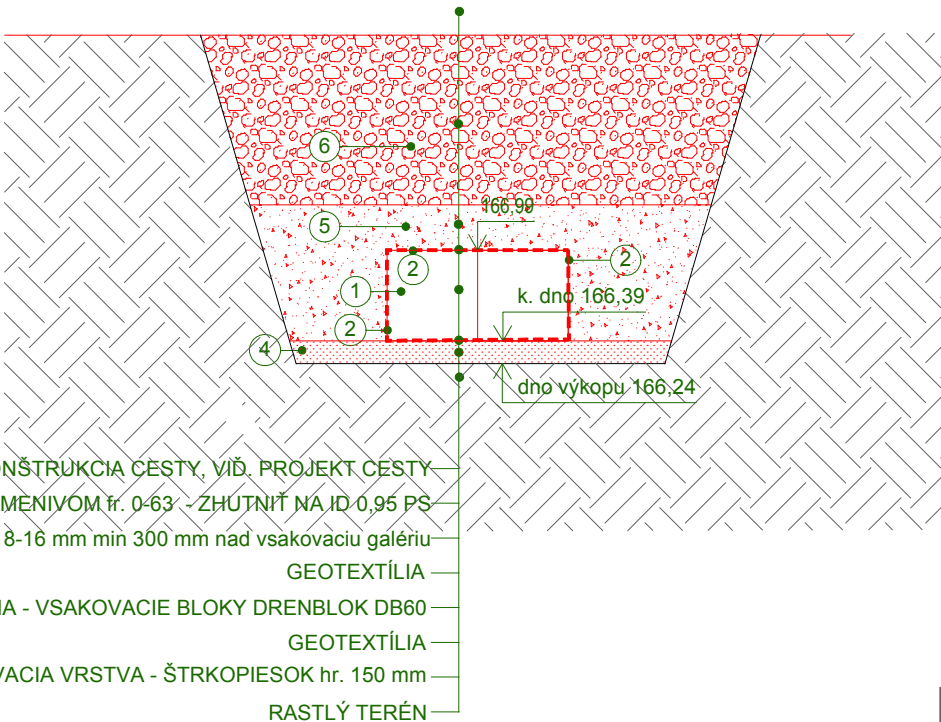 6
166,99
5
2
2
1
k. dno 166,39
2
4
dno výkopu 166,24
ONŠTRUKCIA CESTY, VIĎ. PROJEKT CESTY
MENIVOM fr. 0-63 - ZHUTNIŤ NA ID 0,95 PS
8-16 mm min 300 mm nad vsakovaciu galériu
GEOTEXTÍLIA
IA - VSAKOVACIE BLOKY DRENBLOK DB60
GEOTEXTÍLIA
VACIA VRSTVA - ŠTRKOPIESOK hr. 150 mm
RASTLÝ TERÉN